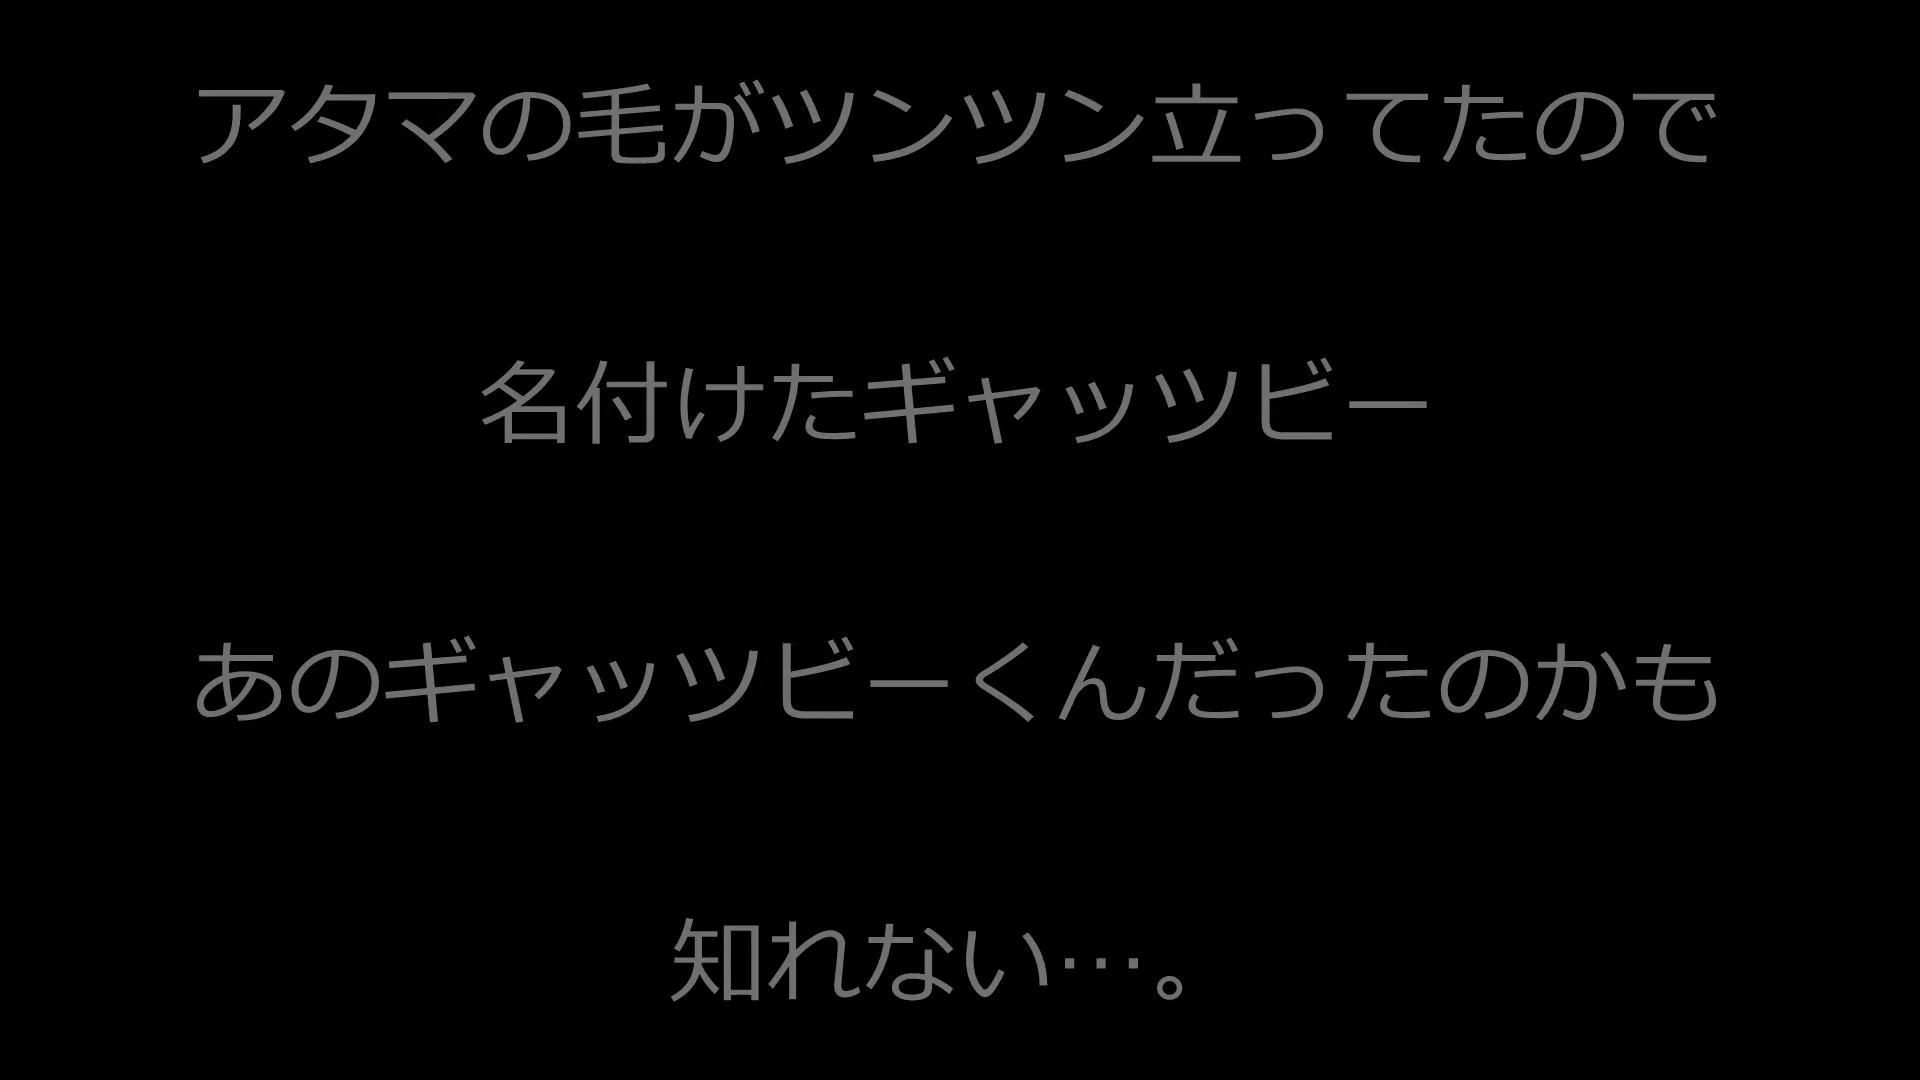 アタマの毛がツンツン立ってたので
名付けたギャッツビー
あのギャッツビーくんだったのかも
知れない…。